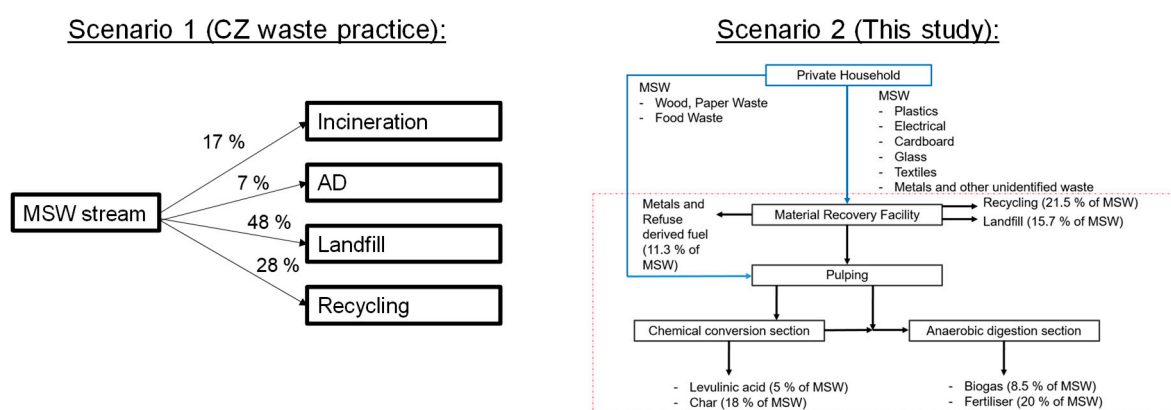 Scenario 1 (CZ waste practice):
MSW stream
17 %
7 %
48 %
28 %
Incineration
AD
Landfill
Recycling
Scenario 2 (This study):
Private Household
MSW
- Wood, Paper Waste
- Food Waste
MSW
- Plastics
- Electrical
- Cardboard
- Glass
- Textiles
- Metals and other unidentified waste
Metals and
Refuse
derived fuel
(11.3 % of
MSW)
Material Recovery Facility
Recycling (21.5 % of MSW)
Landfill (15.7 % of MSW)
Pulping
Chemical conversion section
Anaerobic digestion section
- Levulinic acid (5 % of MSW)
- Char (18 % of MSW)
- Biogas (8.5 % of MSW)
- Fertiliser (20 % of MSW)